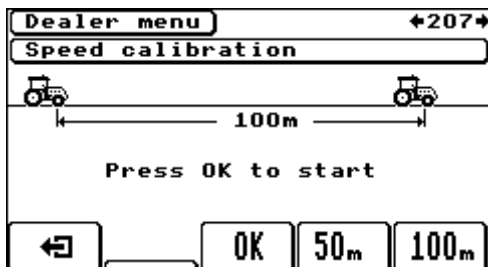 Dealer menu 207
Speed calibration
100m
Press OK to start
OK 50m 100m